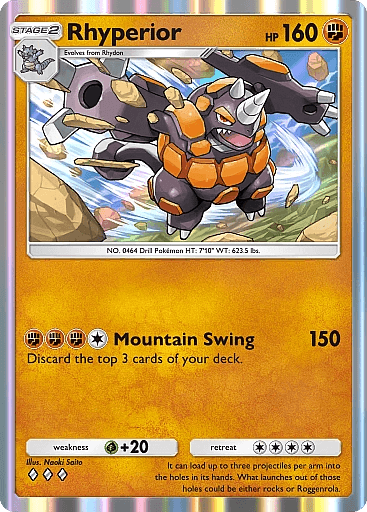 STAGE 2 Rhyperior HP 160
Evolves from Rhydon
NO. 0464 Drill Pokémon HT: 7'10" WT: 623.5 lbs.
Mountain Swing 150
Discard the top 3 cards of your deck.
weakness +20 retreat
Illus. Naoki Saito
It can load up to three projectiles per arm into
the holes in its hands. What launches out of those
holes could be either rocks or Roggenrola.